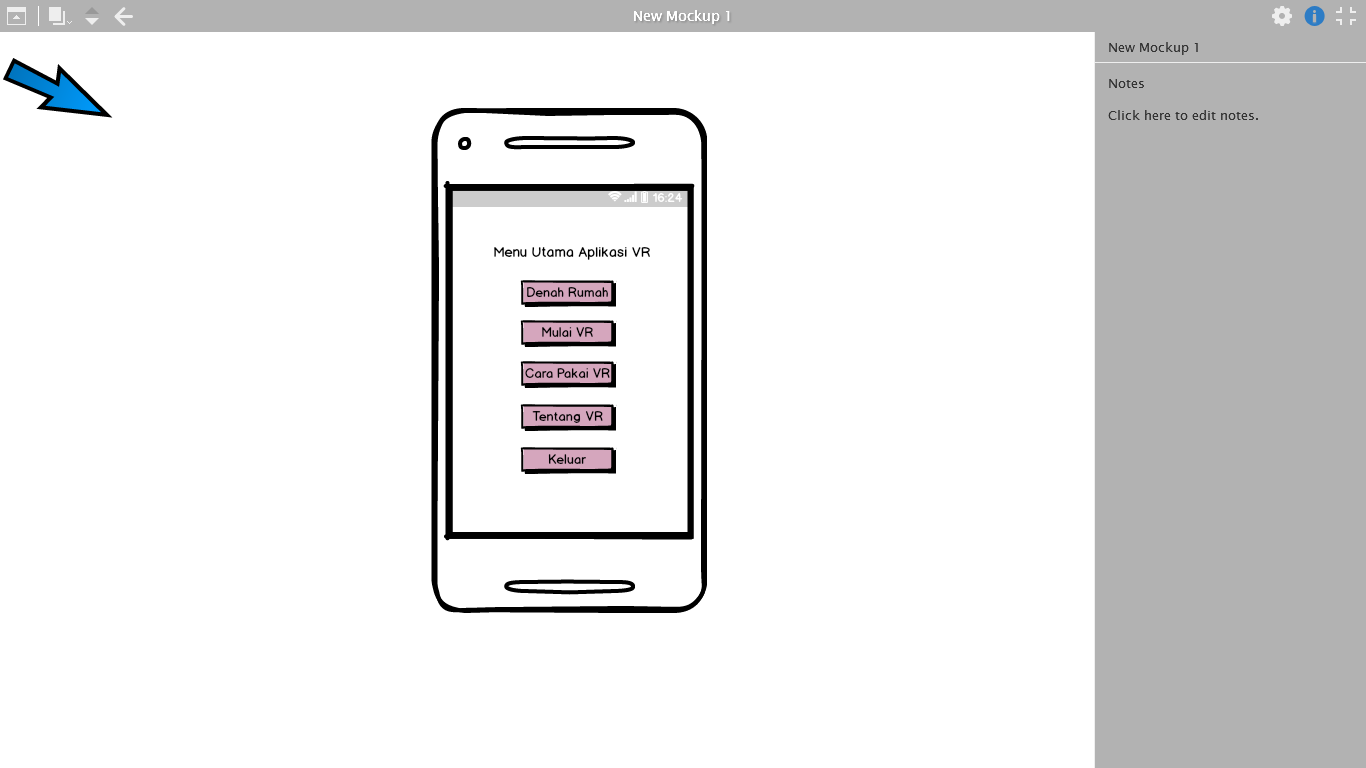 New Mockup 1
New Mockup 1
Notes
Click here to edit notes.
16:24
Menu Utama Aplikasi VR
Denah Rumah
Mulai VR
Cara Pakai VR
Tentang VR
Keluar